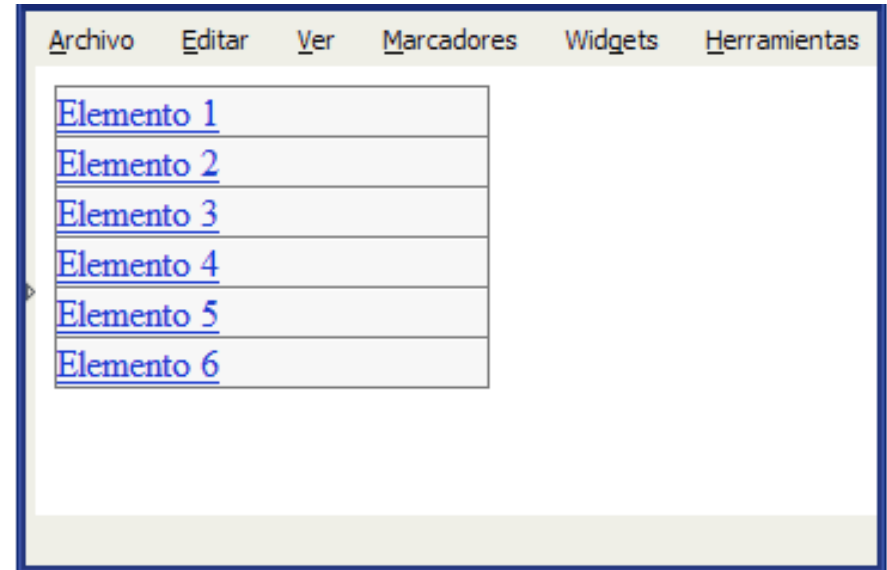 Archivo Editar Ver Marcadores Widgets Herramientas
Elemento 1
Elemento 2
Elemento 3
Elemento 4
Elemento 5
Elemento 6